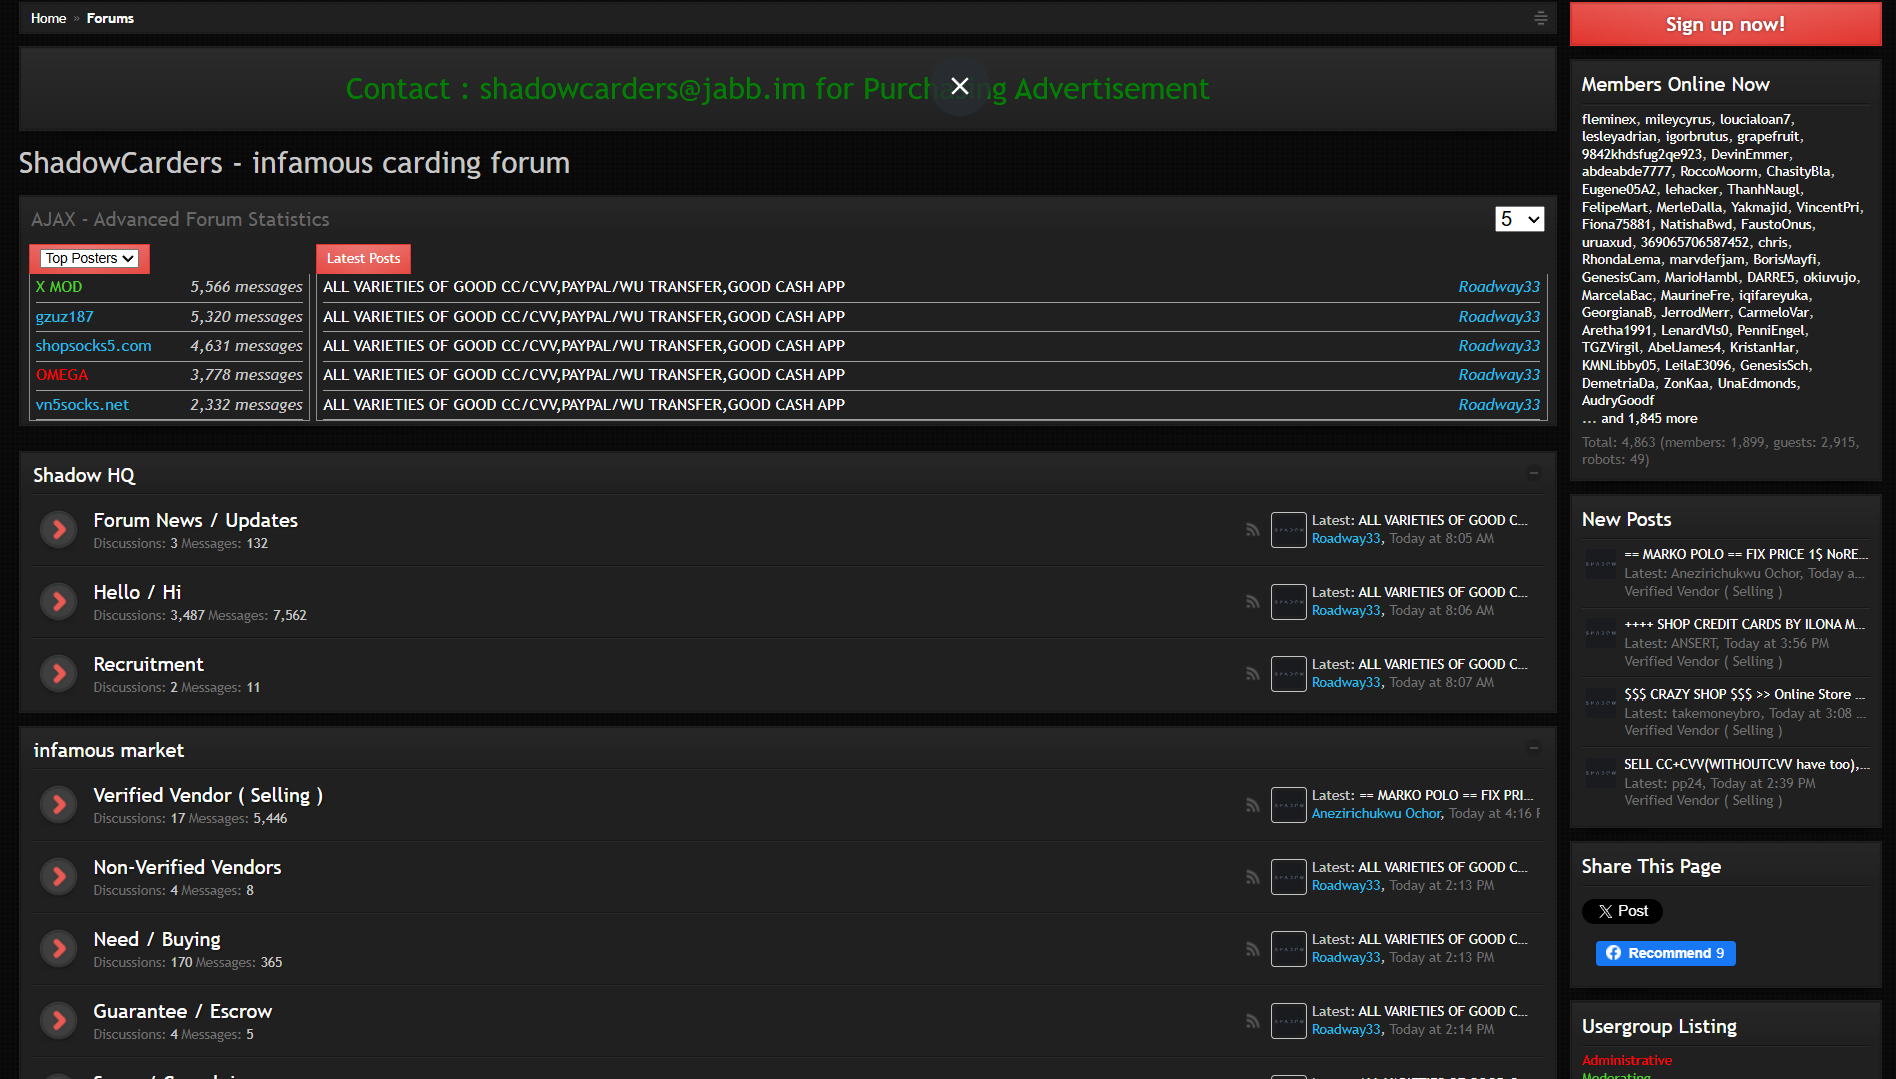 Home » Forums
Contact : shadowcarders@jabb.im for Purch ng Advertisement
ShadowCarders - infamous carding forum
AJAX - Advanced Forum Statistics
5
Top Posters
Latest Posts
X MOD 5,566 messages
ALL VARIETIES OF GOOD CC/CVV,PAYPAL/WU TRANSFER,GOOD CASH APP Roadway33
gzuz187 5,320 messages
ALL VARIETIES OF GOOD CC/CVV,PAYPAL/WU TRANSFER,GOOD CASH APP Roadway33
shopsocks5.com 4,631 messages
ALL VARIETIES OF GOOD CC/CVV,PAYPAL/WU TRANSFER,GOOD CASH APP Roadway33
OMEGA 3,778 messages
ALL VARIETIES OF GOOD CC/CVV,PAYPAL/WU TRANSFER,GOOD CASH APP Roadway33
vn5socks.net 2,332 messages
ALL VARIETIES OF GOOD CC/CVV,PAYPAL/WU TRANSFER,GOOD CASH APP Roadway33
Shadow HQ
Forum News / Updates
Discussions: 3 Messages: 132
Latest: ALL VARIETIES OF GOOD C...
Roadway33, Today at 8:05 AM
Hello / Hi
Discussions: 3,487 Messages: 7,562
Latest: ALL VARIETIES OF GOOD C...
Roadway33, Today at 8:06 AM
Recruitment
Discussions: 2 Messages: 11
Latest: ALL VARIETIES OF GOOD C...
Roadway33, Today at 8:07 AM
infamous market
Verified Vendor ( Selling )
Discussions: 17 Messages: 5,446
Latest: == MARKO POLO == FIX PRI...
Anezirichukwu Ochor, Today at 4:16 P
Non-Verified Vendors
Discussions: 4 Messages: 8
Latest: ALL VARIETIES OF GOOD C...
Roadway33, Today at 2:13 PM
Need / Buying
Discussions: 170 Messages: 365
Latest: ALL VARIETIES OF GOOD C...
Roadway33, Today at 2:13 PM
Guarantee / Escrow
Discussions: 4 Messages: 5
Latest: ALL VARIETIES OF GOOD C...
Roadway33, Today at 2:14 PM
Sign up now!
Members Online Now
fleminex, mileycyrus, loucialoan7,
lesleyadrian, igorbrutus, grapefruit,
9842khdsfug2qe923, DevinEmmer,
abdeabde7777, RoccoMoorm, ChasityBla,
Eugene05A2, lehacker, ThanhNaugl,
FelipeMart, MerleDalla, Yakmajid, VincentPri,
Fiona75881, NatishaBwd, FaustoOnus,
uruaxud, 369065706587452, chris,
RhondaLema, marvdefjam, BorisMayfi,
GenesisCam, MarioHambl, DARRE5, okiuvujo,
MarcelaBac, MaurineFre, iqifareyuka,
GeorgianaB, JerrodMerr, CarmeloVar,
Aretha1991, LenardVls0, PenniEngel,
TGZVirgil, AbelJames4, KristanHar,
KMNLibby05, LeilaE3096, GenesisSch,
DemetriaDa, ZonKaa, UnaEdmonds,
AudryGoodf
... and 1,845 more
Total: 4,863 (members: 1,899, guests: 2,915,
robots: 49)
New Posts
== MARKO POLO == FIX PRICE 1$ NoRE...
Latest: Anezirichukwu Ochor, Today a...
Verified Vendor ( Selling )
++++ SHOP CREDIT CARDS BY ILONA M...
Latest: ANSERT, Today at 3:56 PM
Verified Vendor ( Selling )
$$$ CRAZY SHOP $$$ >> Online Store ...
Latest: takemoneybro, Today at 3:08 ...
Verified Vendor ( Selling )
SELL CC+CVV(WITHOUTCVV have too),...
Latest: pp24, Today at 2:39 PM
Verified Vendor ( Selling )
Share This Page
Post
Recommend 9
Usergroup Listing
Administrative
Moderating